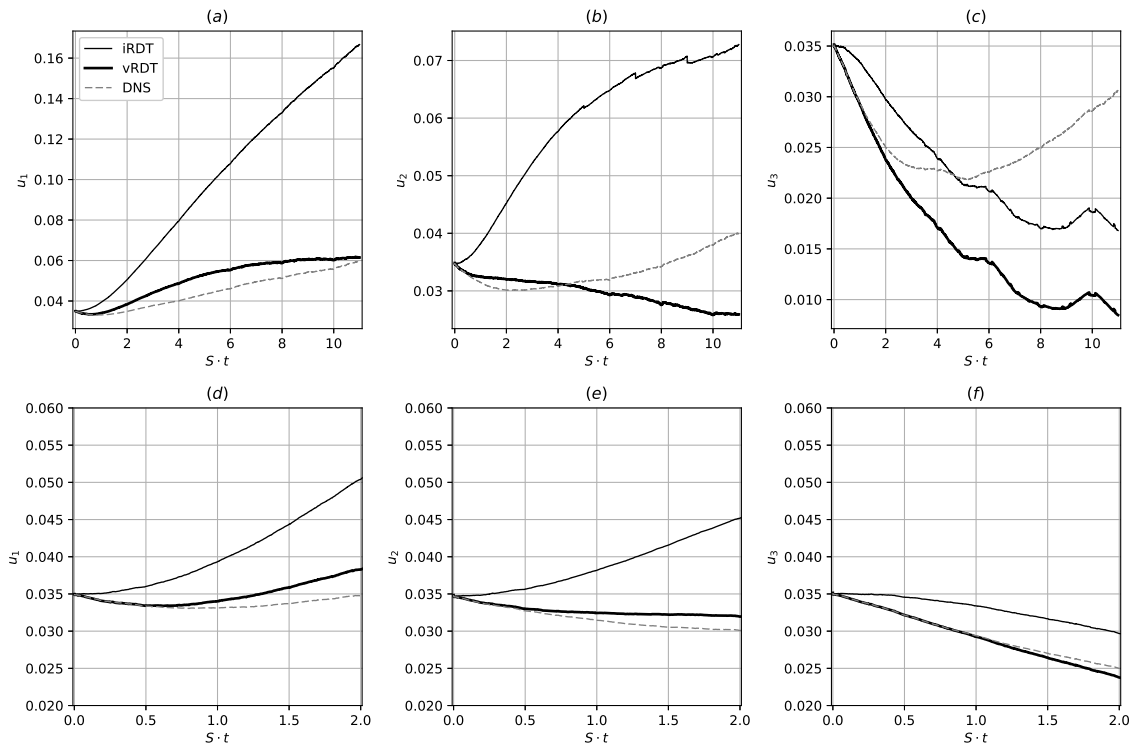 (a)
iRDT
vRDT
DNS
0.16
0.14
0.12
0.10
0.08
0.06
0.04
u1
0 2 4 6 8 10
S · t
(b)
0.07
0.06
0.05
0.04
0.03
u2
0 2 4 6 8 10
S · t
(c)
0.035
0.030
0.025
0.020
0.015
0.010
u3
0 2 4 6 8 10
S · t
(d)
0.060
0.055
0.050
0.045
0.040
0.035
0.030
0.025
0.020
u1
0.0 0.5 1.0 1.5 2.0
S · t
(e)
0.060
0.055
0.050
0.045
0.040
0.035
0.030
0.025
0.020
u2
0.0 0.5 1.0 1.5 2.0
S · t
(f)
0.060
0.055
0.050
0.045
0.040
0.035
0.030
0.025
0.020
u3
0.0 0.5 1.0 1.5 2.0
S · t